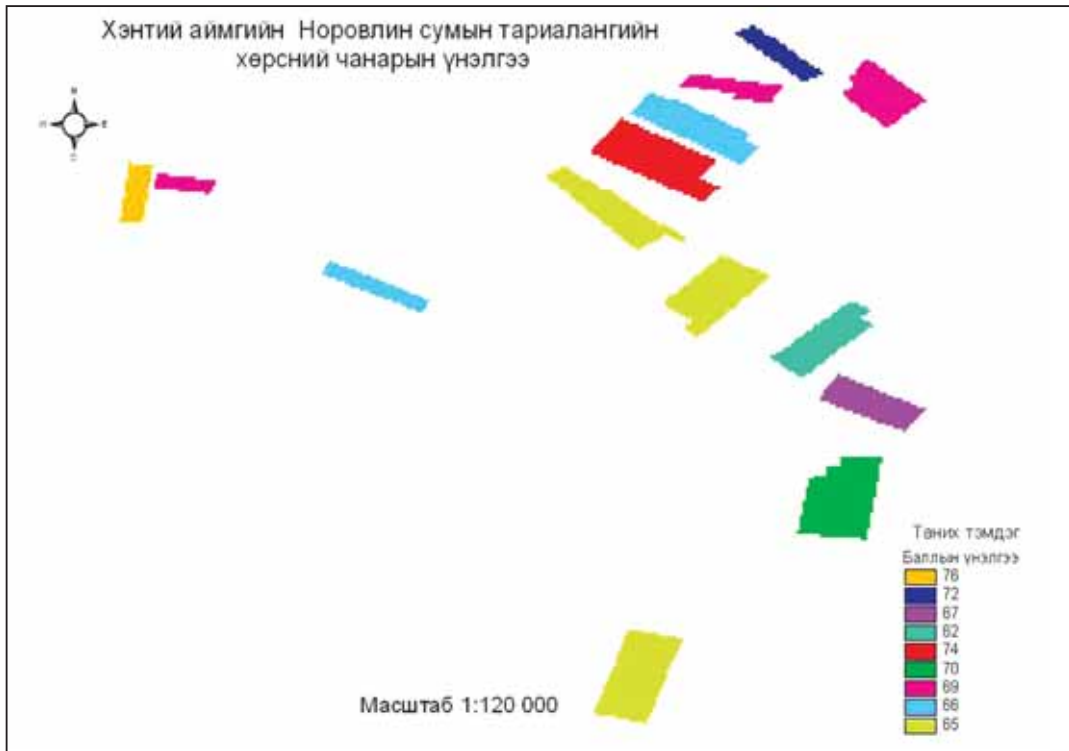 Хэнтий аймгийн Норовлин сумын тариалангийн
хөрсний чанарын үнэлгээ
Таних тэмдэг
Баллын үнэлгээ
76
72
67
62
74
70
69
66
65
Масштаб 1:120 000